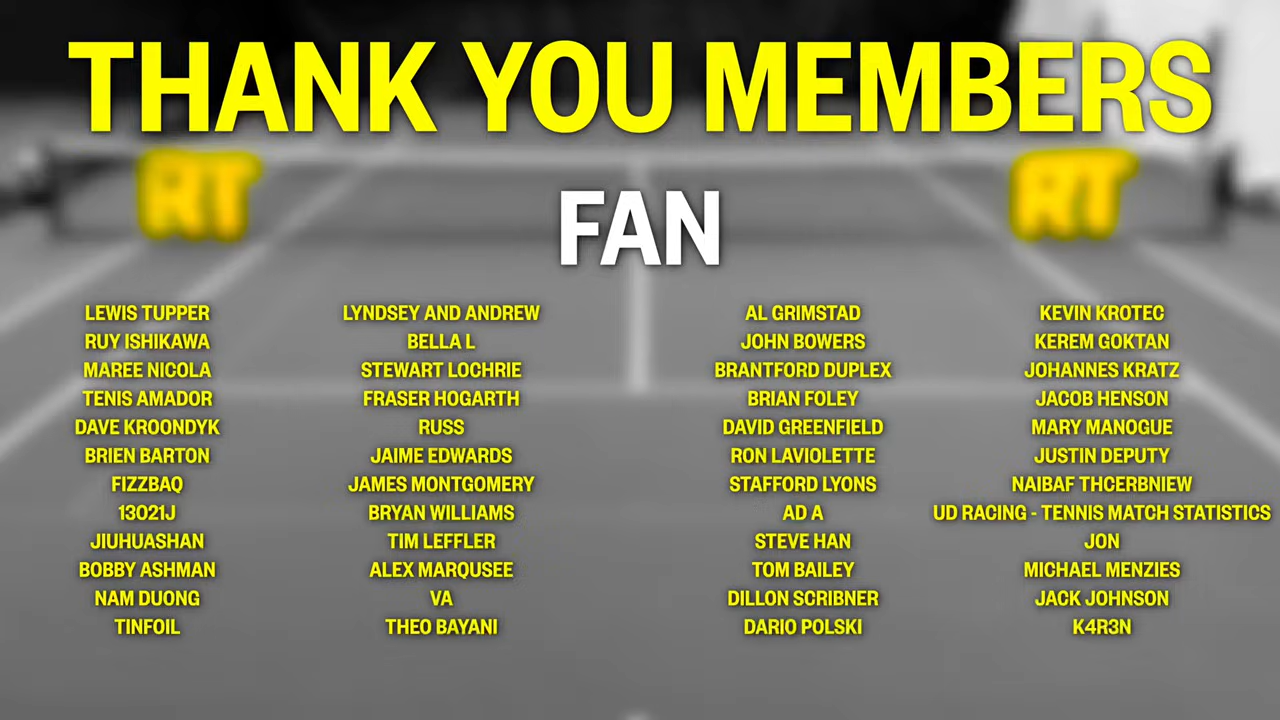 THANK YOU MEMBERS
RT
RT
FAN
LEWIS TUPPER
RUY ISHIKAWA
MAREE NICOLA
TENIS AMADOR
DAVE KROONDYK
BRIEN BARTON
FIZZBAQ
13021J
JIUHUASHAN
BOBBY ASHMAN
NAM DUONG
TINFOIL
LYNDSEY AND ANDREW
BELLA L
STEWART LOCHRIE
FRASER HOGARTH
RUSS
JAIME EDWARDS
JAMES MONTGOMERY
BRYAN WILLIAMS
TIM LEFFLER
ALEX MARQUSEE
VA
THEO BAYANI
AL GRIMSTAD
JOHN BOWERS
BRANTFORD DUPLEX
BRIAN FOLEY
DAVID GREENFIELD
RON LAVIOLETTE
STAFFORD LYONS
AD A
STEVE HAN
TOM BAILEY
DILLON SCRIBNER
DARIO POLSKI
KEVIN KROTEC
KEREM GOKTAN
JOHANNES KRATZ
JACOB HENSON
MARY MANOGUE
JUSTIN DEPUTY
NAIBAF THCERBNIEW
UD RACING - TENNIS MATCH STATISTICS
JON
MICHAEL MENZIES
JACK JOHNSON
K4R3N